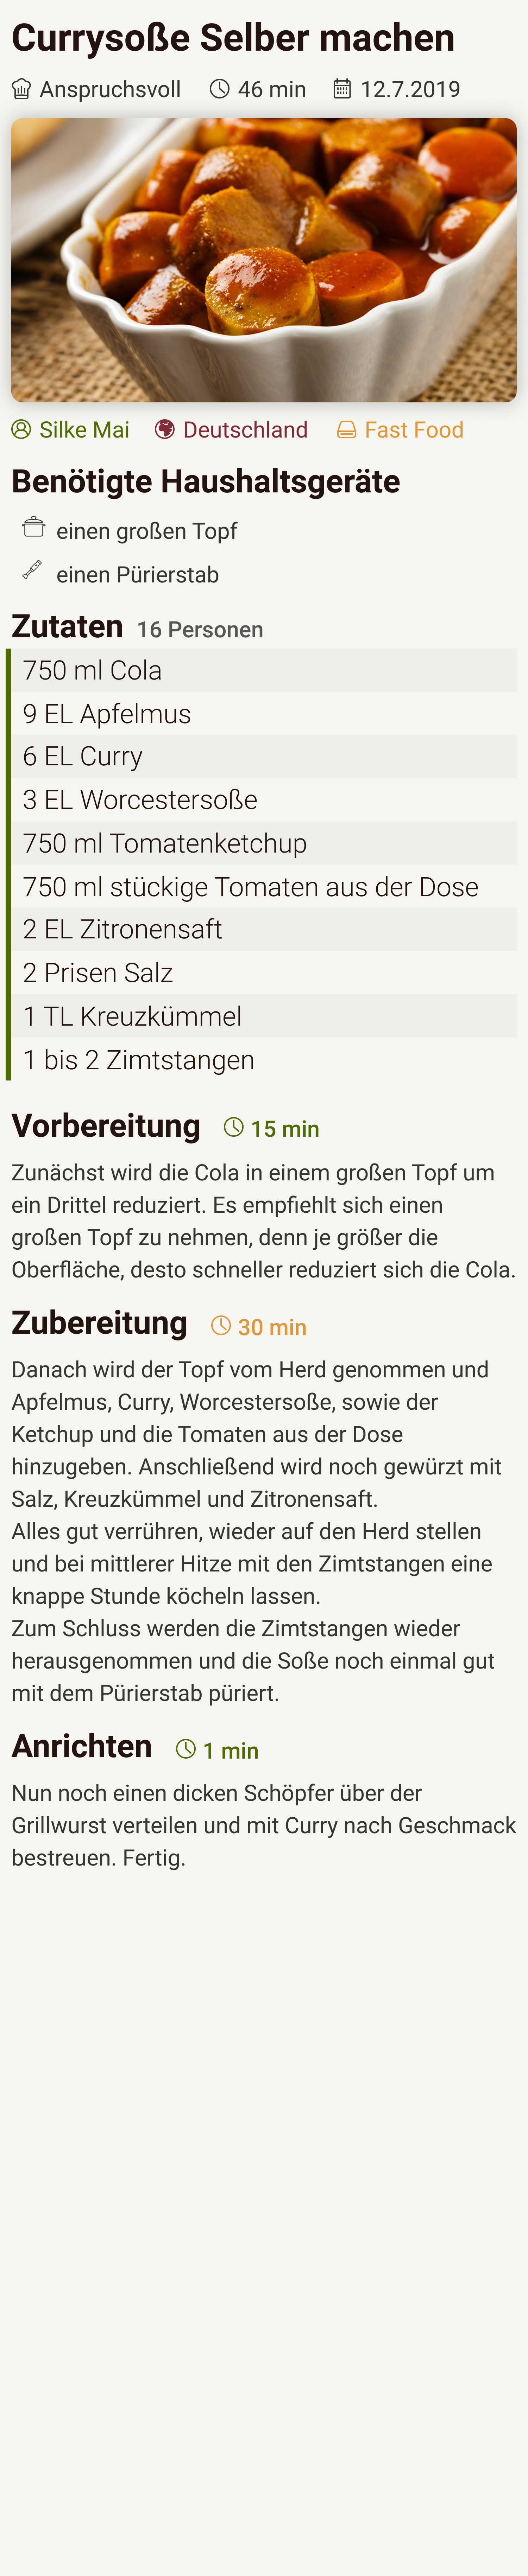 Currysoße Selber machen
Anspruchsvoll 46 min 12.7.2019
Silke Mai Deutschland Fast Food
Benötigte Haushaltsgeräte
einen großen Topf
einen Pürierstab
Zutaten 16 Personen
750 ml Cola
9 EL Apfelmus
6 EL Curry
3 EL Worcestersoße
750 ml Tomatenketchup
750 ml stückige Tomaten aus der Dose
2 EL Zitronensaft
2 Prisen Salz
1 TL Kreuzkümmel
1 bis 2 Zimtstangen
Vorbereitung 15 min
Zunächst wird die Cola in einem großen Topf um
ein Drittel reduziert. Es empfiehlt sich einen
großen Topf zu nehmen, denn je größer die
Oberfläche, desto schneller reduziert sich die Cola.
Zubereitung 30 min
Danach wird der Topf vom Herd genommen und
Apfelmus, Curry, Worcestersoße, sowie der
Ketchup und die Tomaten aus der Dose
hinzugeben. Anschließend wird noch gewürzt mit
Salz, Kreuzkümmel und Zitronensaft.
Alles gut verrühren, wieder auf den Herd stellen
und bei mittlerer Hitze mit den Zimtstangen eine
knappe Stunde köcheln lassen.
Zum Schluss werden die Zimtstangen wieder
herausgenommen und die Soße noch einmal gut
mit dem Pürierstab püriert.
Anrichten 1 min
Nun noch einen dicken Schöpfer über der
Grillwurst verteilen und mit Curry nach Geschmack
bestreuen. Fertig.